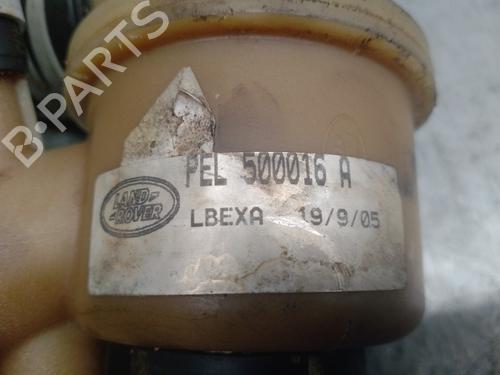 B-PARTS
PEL 500016 A
LAND ROVER
LBEXA 19/9/05